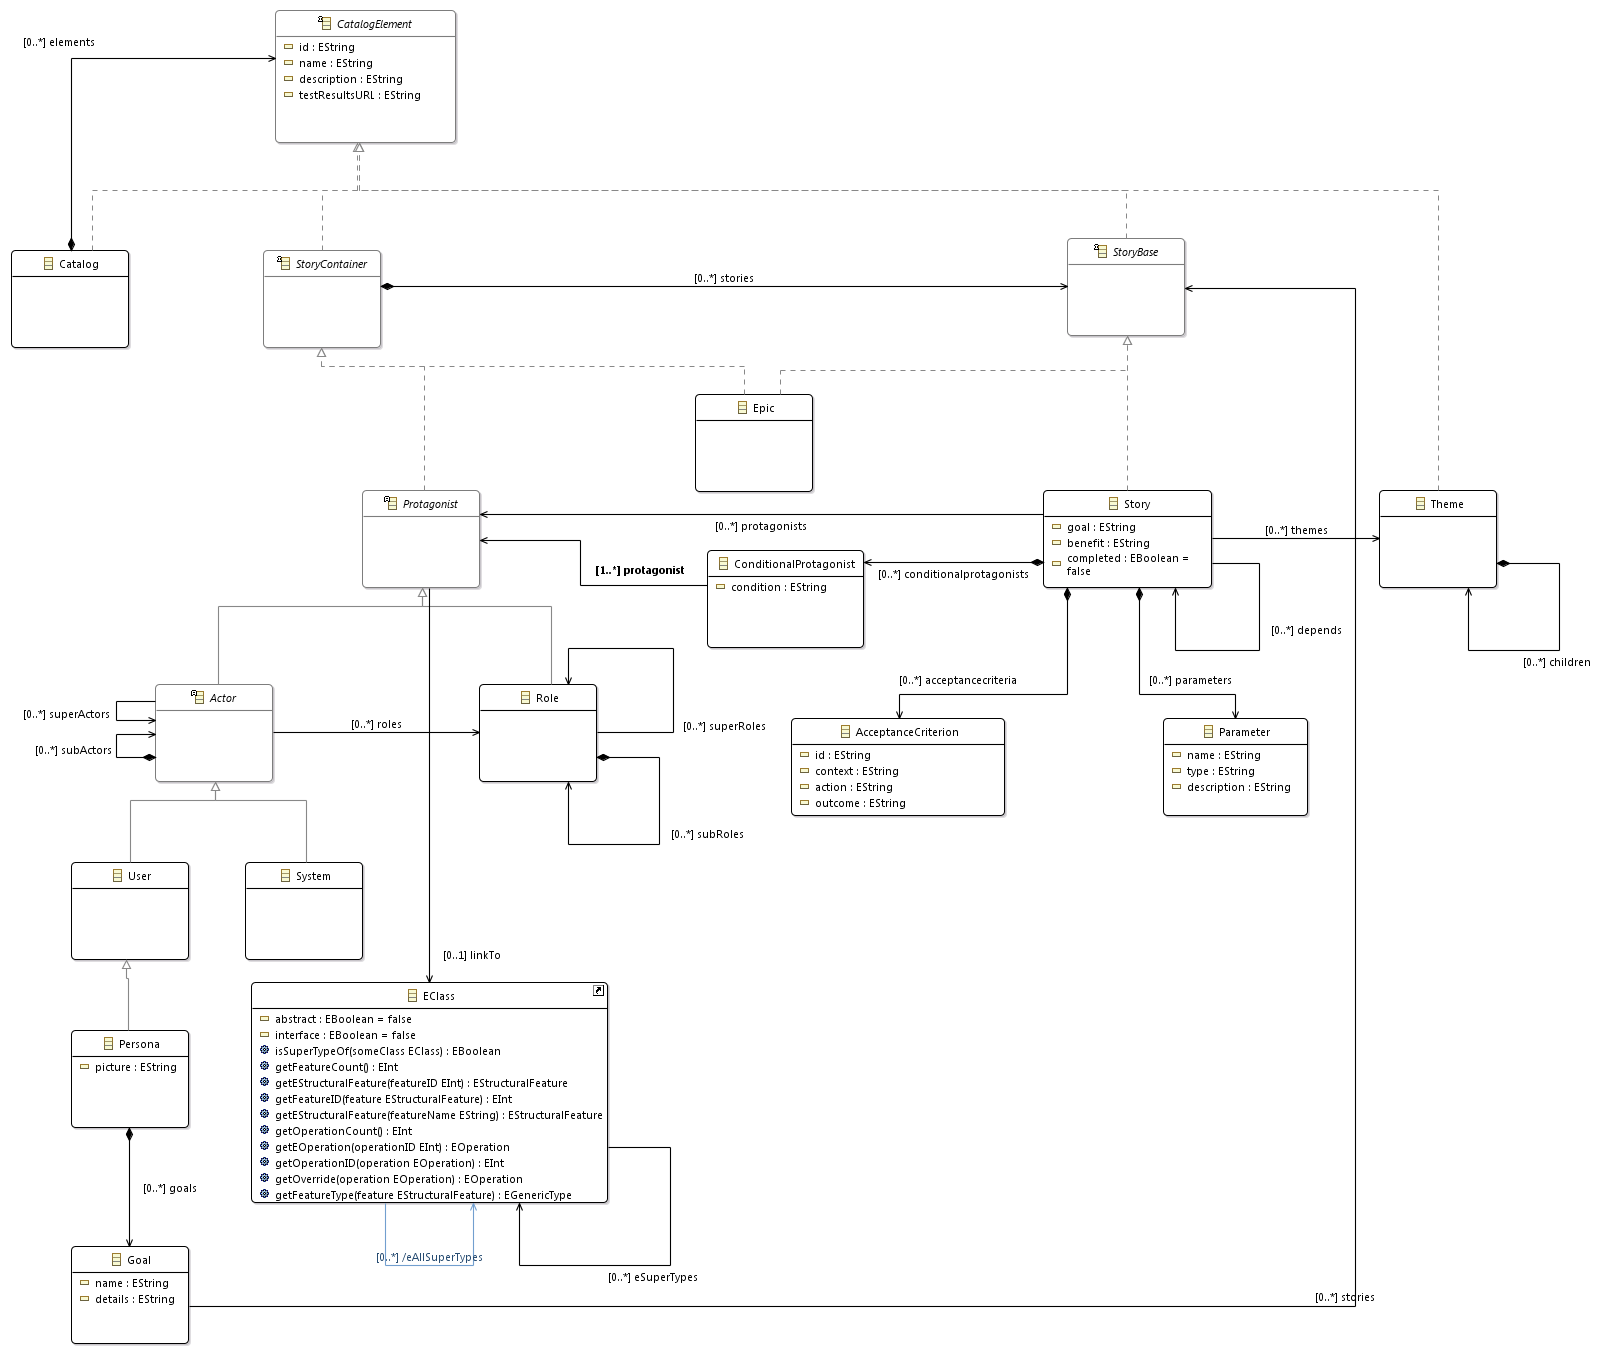 CatalogElement
[0..*] elements
id : EString
name : EString
description : EString
testResultsURL : EString
Catalog
StoryContainer
StoryBase
[0..*] stories
Epic
Protagonist
Story
Theme
goal : EString
benefit : EString
completed : EBoolean =
false
[0..*] protagonists
[0..*] themes
[1..*] protagonist
ConditionalProtagonist
condition : EString
[0..*] conditionalprotagonists
[0..*] depends
[0..*] children
[0..*] acceptancecriteria
[0..*] parameters
Actor
Role
[0..*] superActors
[0..*] subActors
[0..*] roles
[0..*] superRoles
[0..*] subRoles
AcceptanceCriterion
id : EString
context : EString
action : EString
outcome : EString
Parameter
name : EString
type : EString
description : EString
User
System
[0..1] linkTo
EClass
abstract : EBoolean = false
interface : EBoolean = false
isSuperTypeOf(someClass EClass) : EBoolean
getFeatureCount() : EInt
getEStructuralFeature(featureID EInt) : EStructuralFeature
getFeatureID(feature EStructuralFeature) : EInt
getEStructuralFeature(featureName EString) : EStructuralFeature
getOperationCount() : EInt
getEOperation(operationID EInt) : EOperation
getOperationID(operation EOperation) : EInt
getOverride(operation EOperation) : EOperation
getFeatureType(feature EStructuralFeature) : EGenericType
Persona
picture : EString
[0..*] goals
[0..*] /eAllSuperTypes
[0..*] eSuperTypes
Goal
name : EString
details : EString
[0..*] stories